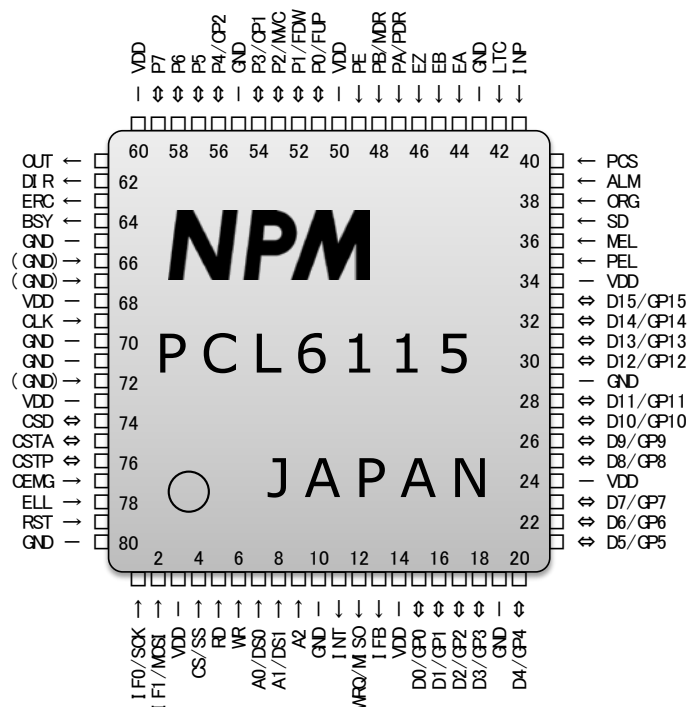 VDD
P7
P6
P5
P4/CP2
GND
P3/CP1
P2/MVC
P1/FDW
P0/FUP
VDD
PE
PB/MDR
PA/PDR
EZ
EB
EA
GND
LTC
INP
60 58 56 54 52 50 48 46 44 42
OUT ←
DIR ←
ERC ←
BSY ←
GND —
(GND) →
(GND) →
VDD —
CLK →
GND —
GND —
(GND) →
VDD —
CSD ⇔
CSTA ⇔
CSTP ⇔
CEMG →
ELL →
RST →
GND —
62
64
66
68
70
72
74
76
78
80
NPM
PCL6115
JAPAN
40
38
36
34
32
30
28
26
24
22
← PCS
← ALM
← ORG
← SD
← MEL
← PEL
— VDD
⇔ D15/GP15
⇔ D14/GP14
⇔ D13/GP13
⇔ D12/GP12
— GND
⇔ D11/GP11
⇔ D10/GP10
⇔ D9/GP9
⇔ D8/GP8
— VDD
⇔ D7/GP7
⇔ D6/GP6
⇔ D5/GP5
2 4 6 8 10 12 14 16 18 20
IF0/SCK
IF1/MOSI
VDD
CS/SS
RD
WR
A0/DS0
A1/DS1
A2
GND
INT
WRQ/MISO
IFB
VDD
D0/GP0
D1/GP1
D2/GP2
D3/GP3
GND
D4/GP4